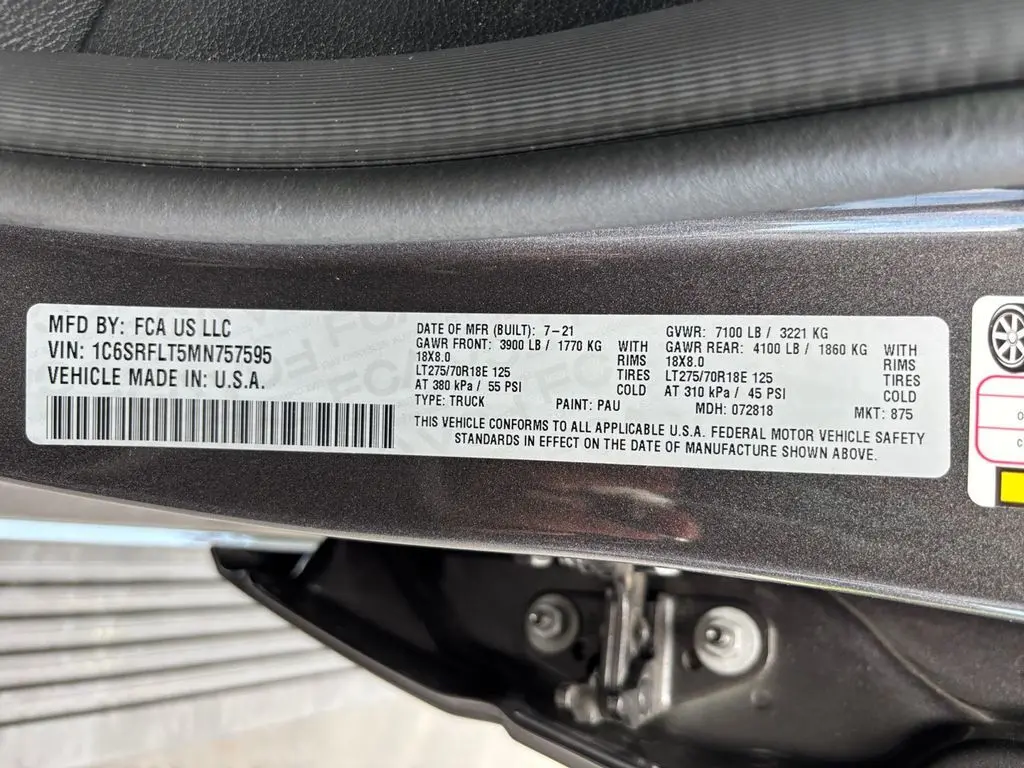 MFD BY: FCA US LLC
VIN: 1C6SRFLT5MN757595
VEHICLE MADE IN: U.S.A.
DATE OF MFR (BUILT): 7-21
GAWR FRONT: 3900 LB / 1770 KG WITH
18X8.0 RIMS
LT275/70R18E 125 TIRES
AT 380 kPa / 55 PSI COLD
TYPE: TRUCK PAINT: PAU
GVWR: 7100 LB / 3221 KG
GAWR REAR: 4100 LB / 1860 KG WITH
18X8.0 RIMS
LT275/70R18E 125 TIRES
AT 310 kPa / 45 PSI COLD
MDH: 072818 MKT: 875
THIS VEHICLE CONFORMS TO ALL APPLICABLE U.S.A. FEDERAL MOTOR VEHICLE SAFETY
STANDARDS IN EFFECT ON THE DATE OF MANUFACTURE SHOWN ABOVE.